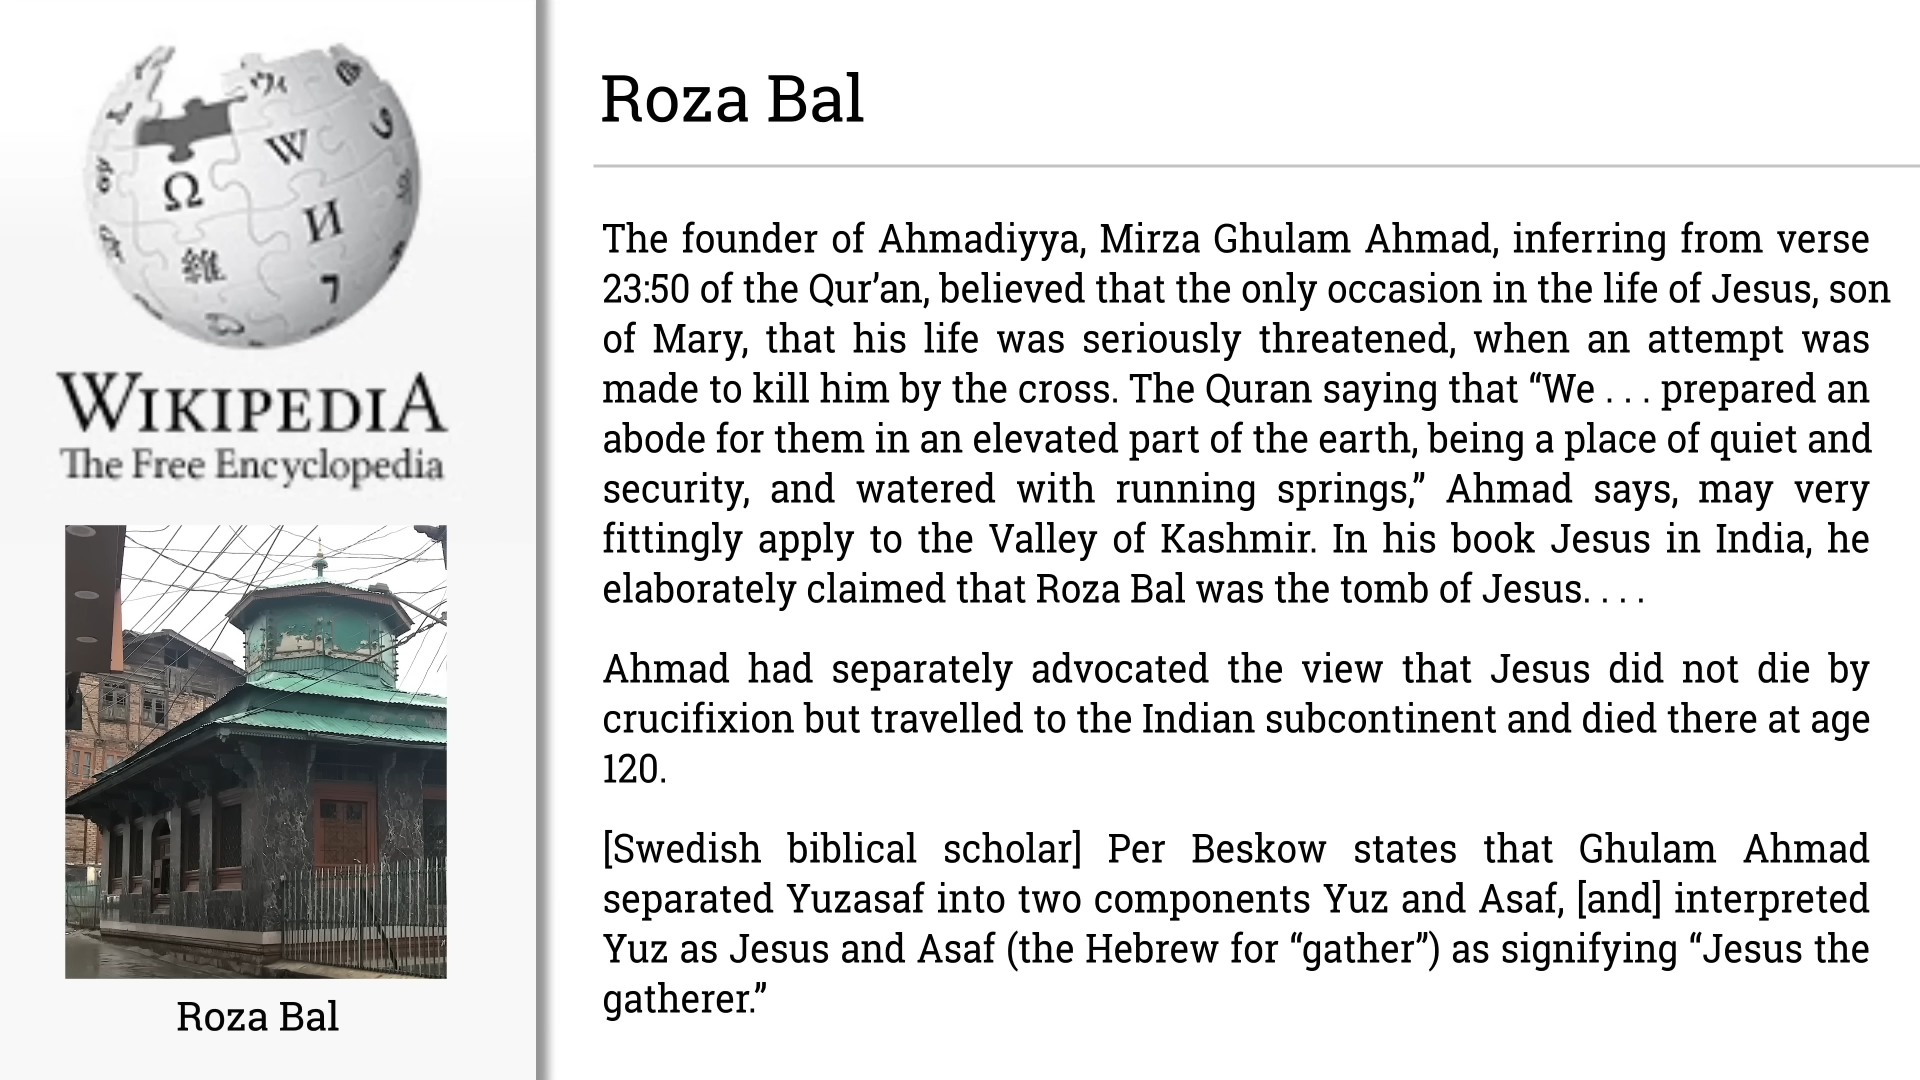 WIKIPEDIA
The Free Encyclopedia
Roza Bal
Roza Bal
The founder of Ahmadiyya, Mirza Ghulam Ahmad, inferring from verse
23:50 of the Qur’an, believed that the only occasion in the life of Jesus, son
of Mary, that his life was seriously threatened, when an attempt was
made to kill him by the cross. The Quran saying that “We . . . prepared an
abode for them in an elevated part of the earth, being a place of quiet and
security, and watered with running springs,” Ahmad says, may very
fittingly apply to the Valley of Kashmir. In his book Jesus in India, he
elaborately claimed that Roza Bal was the tomb of Jesus. . . .
Ahmad had separately advocated the view that Jesus did not die by
crucifixion but travelled to the Indian subcontinent and died there at age
120.
[Swedish biblical scholar] Per Beskow states that Ghulam Ahmad
separated Yuzasaf into two components Yuz and Asaf, [and] interpreted
Yuz as Jesus and Asaf (the Hebrew for “gather”) as signifying “Jesus the
gatherer.”